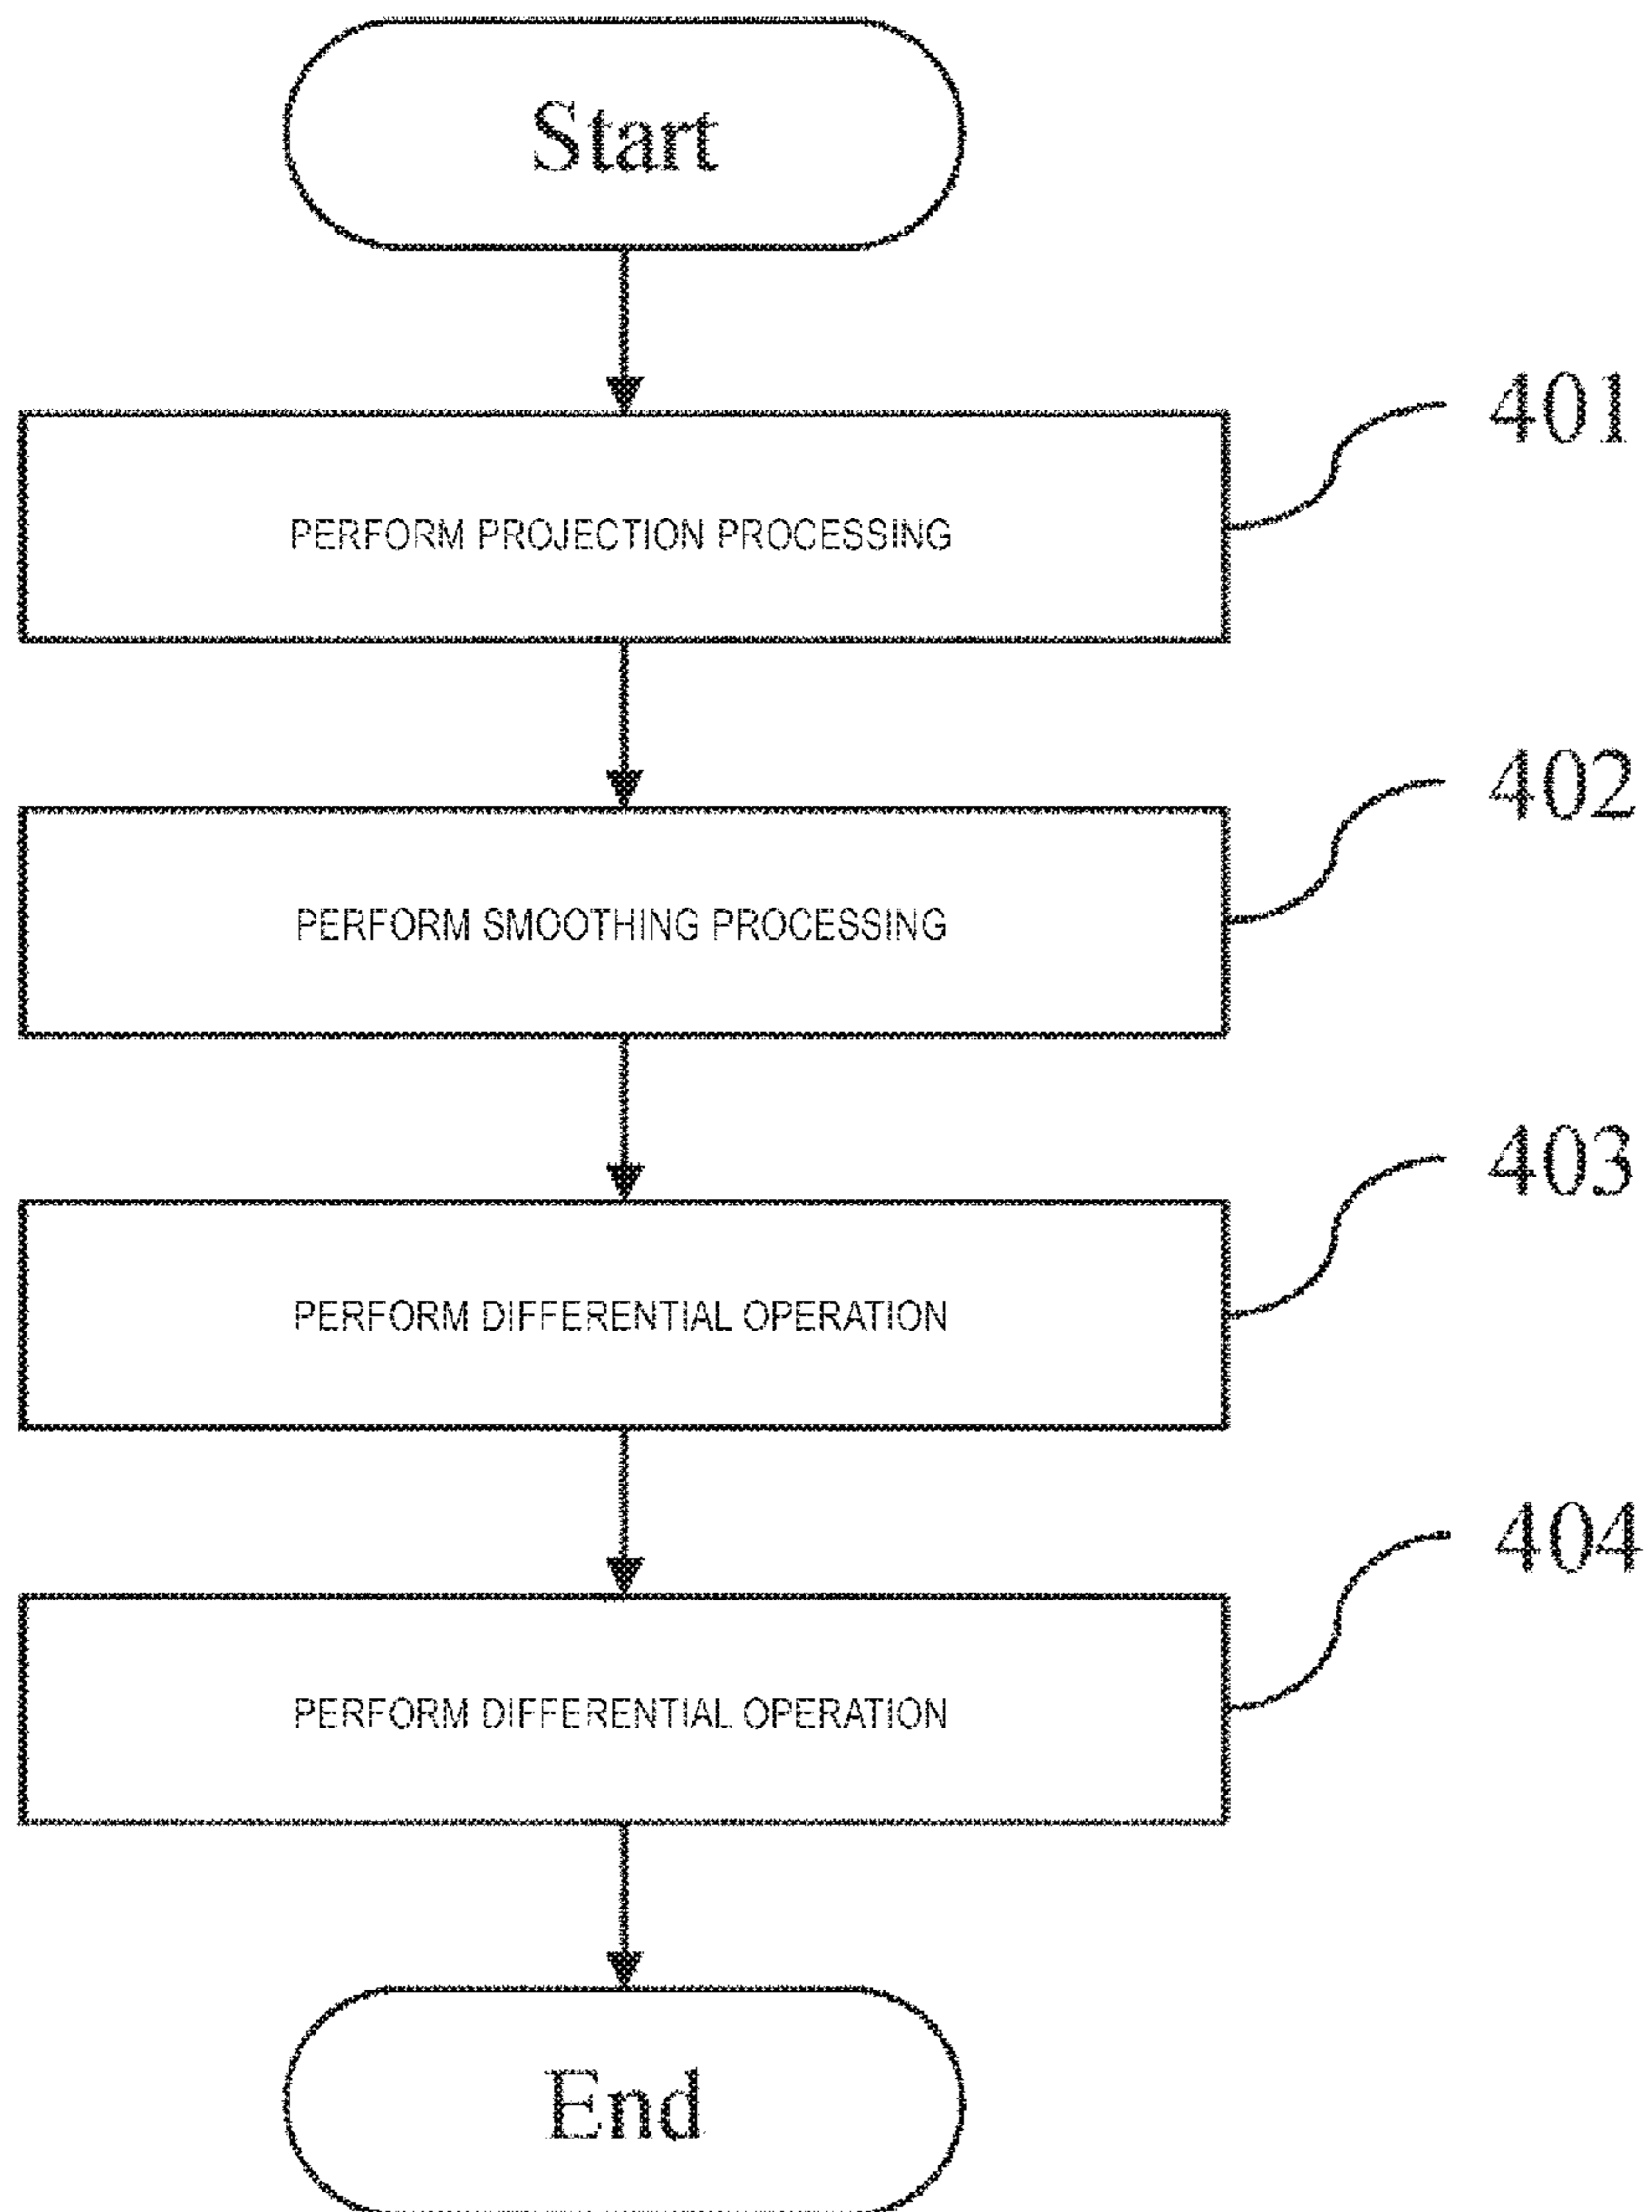 Start
PERFORM PROJECTION PROCESSING
401
PERFORM SMOOTHING PROCESSING
402
PERFORM DIFFERENTIAL OPERATION
403
PERFORM DIFFERENTIAL OPERATION
404
End